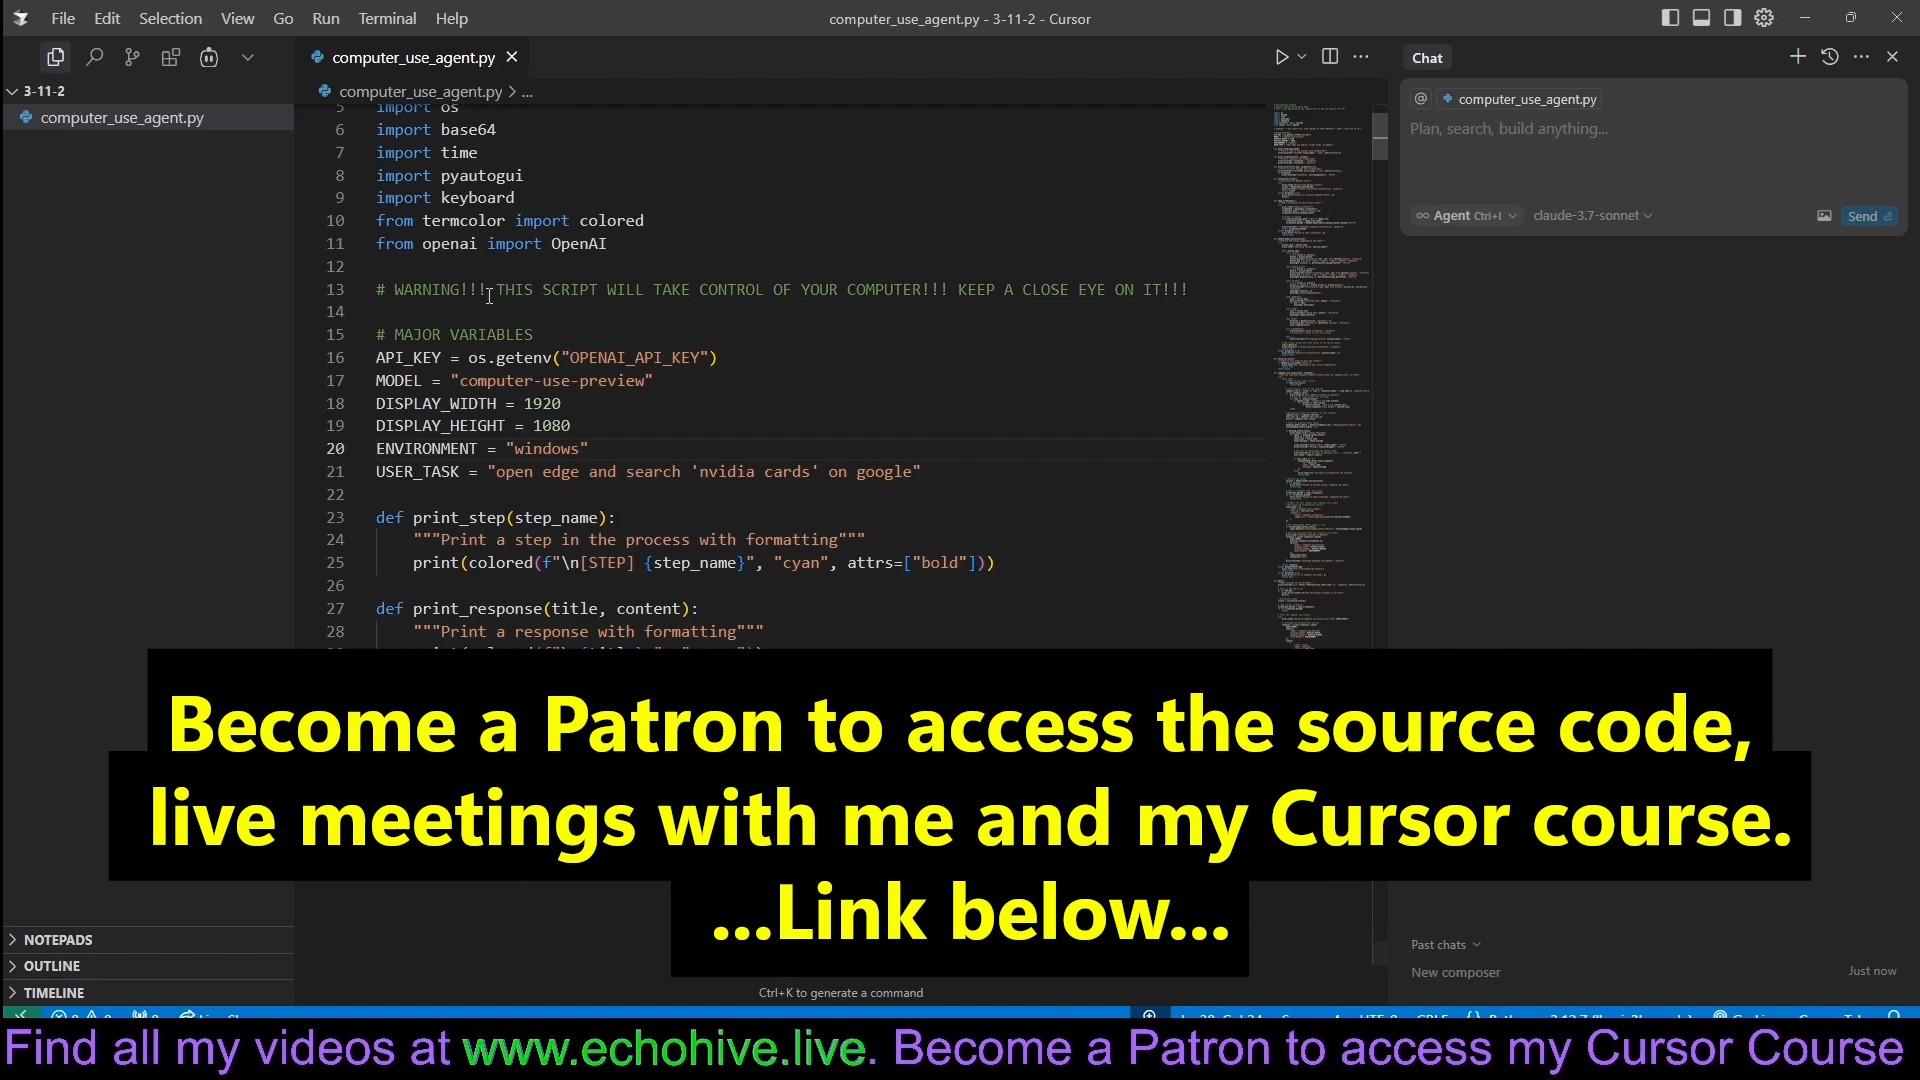 File Edit Selection View Go Run Terminal Help
computer_use_agent.py - 3-11-2 - Cursor
3-11-2
computer_use_agent.py
computer_use_agent.py
computer_use_agent.py > ...
5 import os
6 import base64
7 import time
8 import pyautogui
9 import keyboard
10 from termcolor import colored
11 from openai import OpenAI
12
13 # WARNING!!! THIS SCRIPT WILL TAKE CONTROL OF YOUR COMPUTER!!! KEEP A CLOSE EYE ON IT!!!
14
15 # MAJOR VARIABLES
16 API_KEY = os.getenv("OPENAI_API_KEY")
17 MODEL = "computer-use-preview"
18 DISPLAY_WIDTH = 1920
19 DISPLAY_HEIGHT = 1080
20 ENVIRONMENT = "windows"
21 USER_TASK = "open edge and search 'nvidia cards' on google"
22
23 def print_step(step_name):
24 """Print a step in the process with formatting"""
25 print(colored(f"\n[STEP] {step_name}", "cyan", attrs=["bold"]))
26
27 def print_response(title, content):
28 """Print a response with formatting"""
Chat
@ computer_use_agent.py
Plan, search, build anything...
Agent Ctrl+I claude-3.7-sonnet Send
Become a Patron to access the source code,
live meetings with me and my Cursor course.
...Link below...
NOTEPADS
OUTLINE
TIMELINE
Ctrl+K to generate a command
Past chats
New composer Just now
Find all my videos at www.echohive.live. Become a Patron to access my Cursor Course